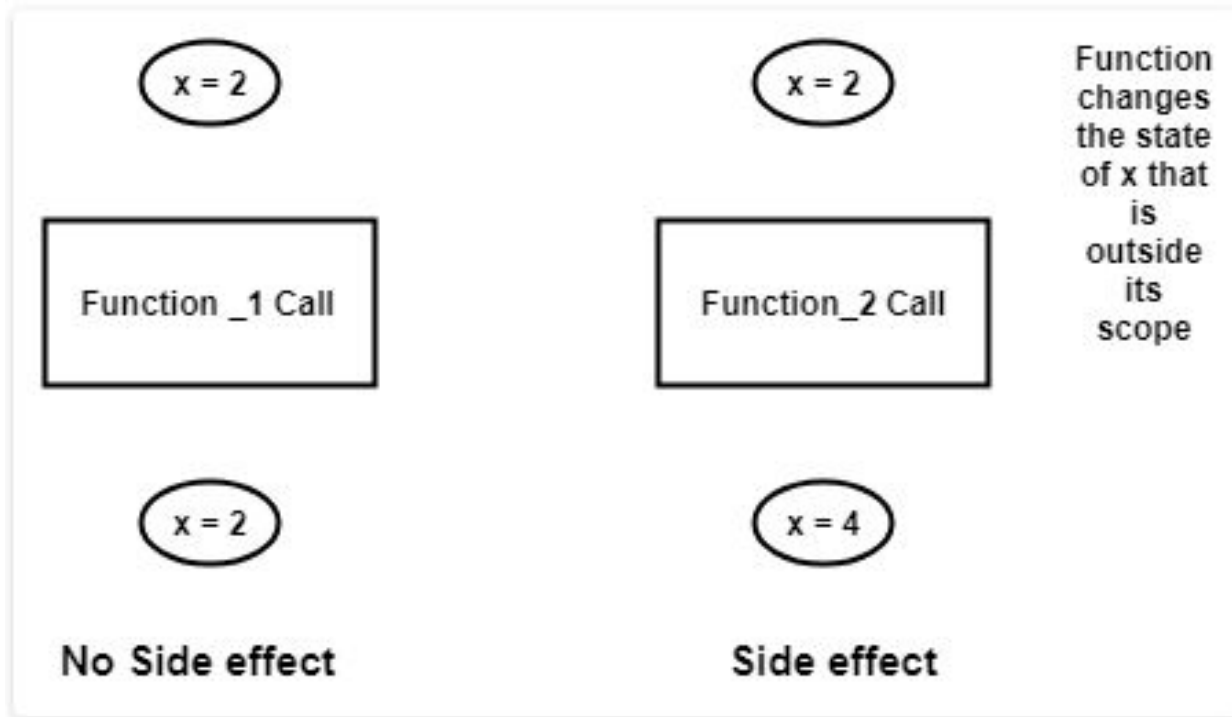 x = 2
Function _1 Call
x = 2
No Side effect
x = 2
Function_2 Call
x = 4
Side effect
Function
changes
the state
of x that
is
outside
its
scope